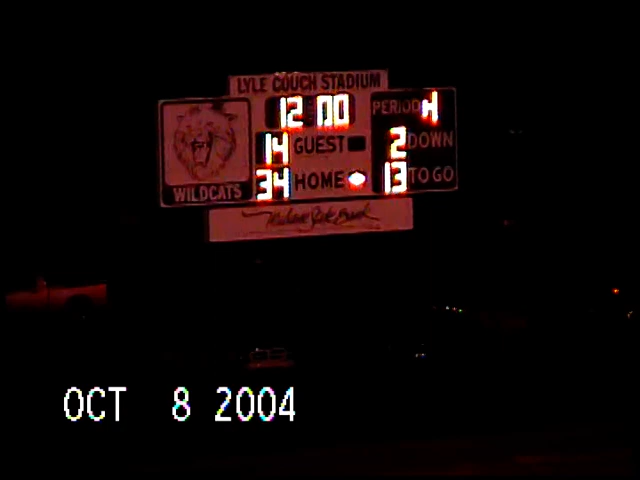 LYLE COUCH STADIUM
12 00 PERIOD 4
14 GUEST 2 DOWN
34 HOME 13 TO GO
WILDCATS
OCT 8 2004